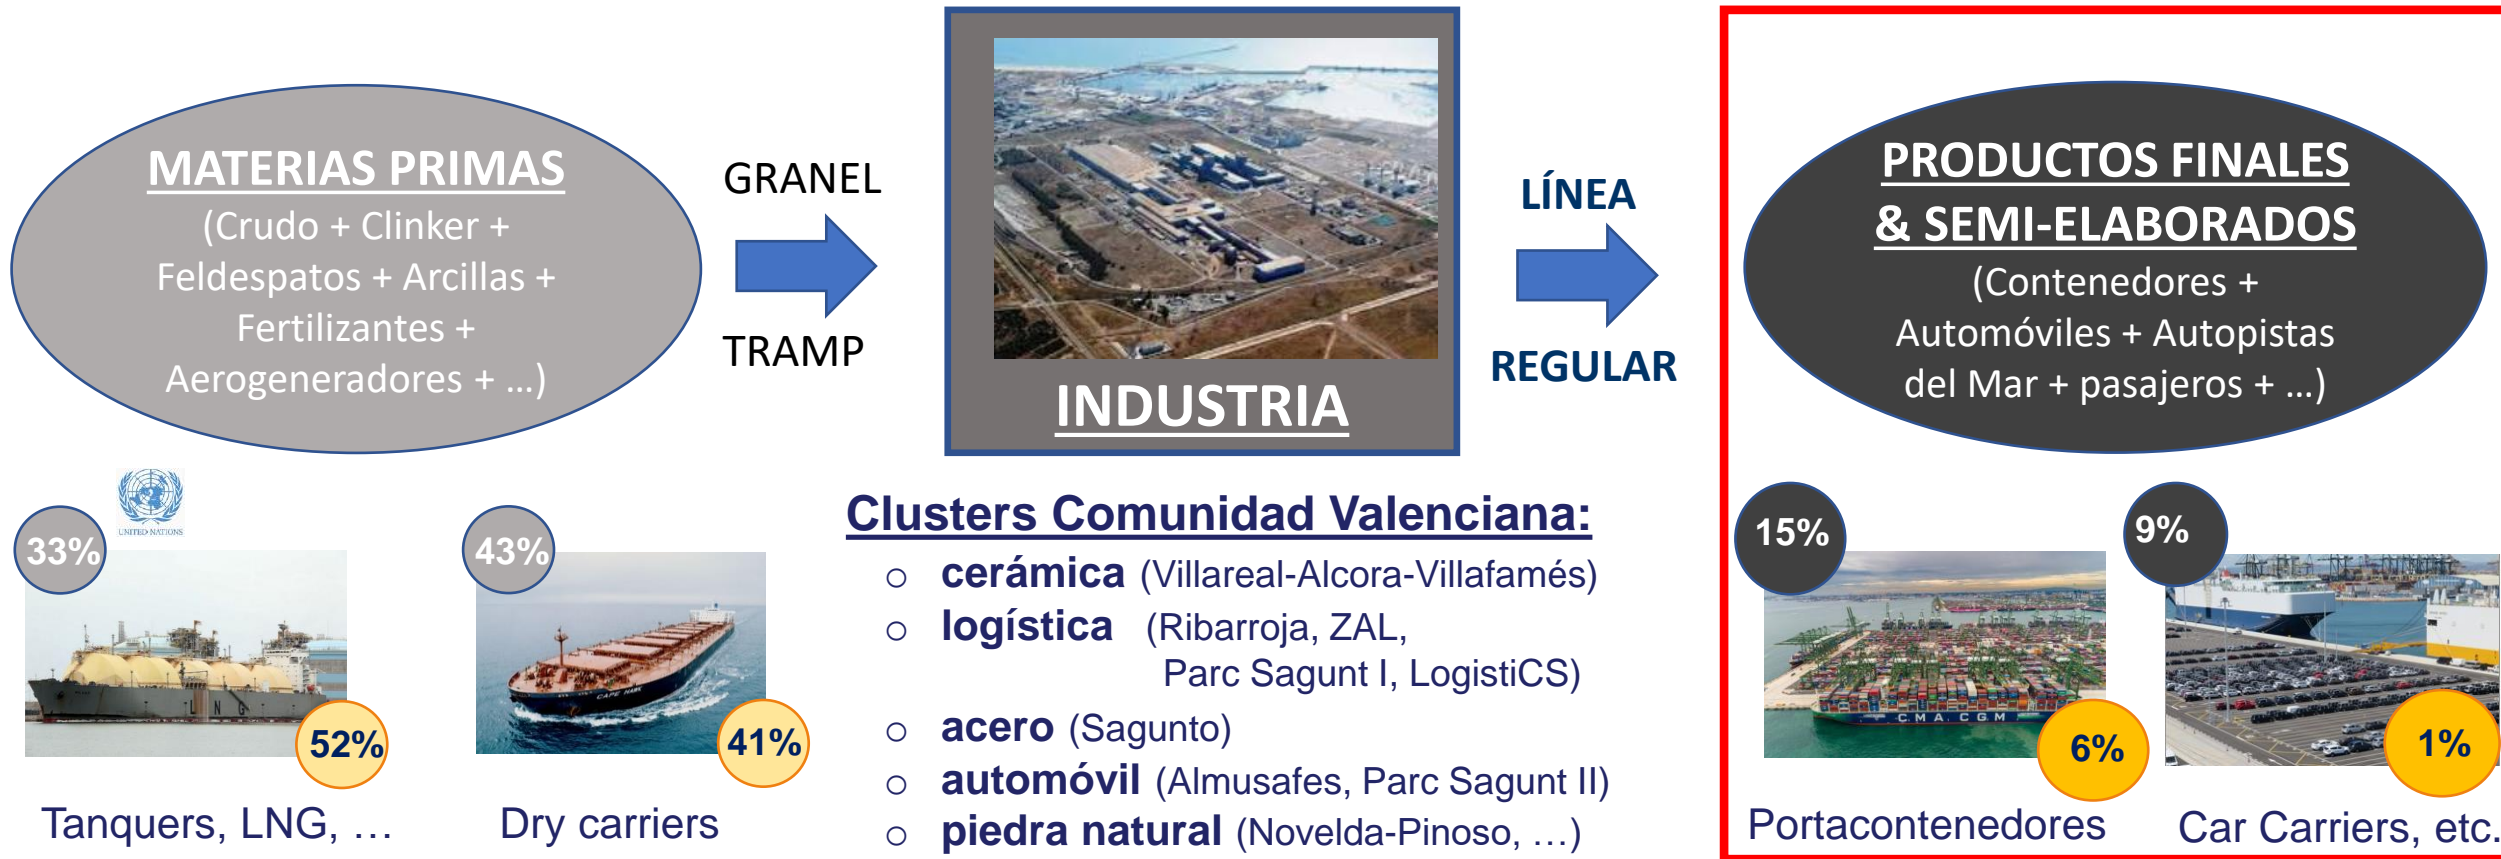 MATERIAS PRIMAS
(Crudo + Clinker +
Feldespatos + Arcillas +
Fertilizantes +
Aerogeneradores + ...)
GRANEL
TRAMP
INDUSTRIA
LÍNEA
REGULAR
PRODUCTOS FINALES
& SEMI-ELABORADOS
(Contenedores +
Automóviles + Autopistas
del Mar + pasajeros + ...)
UNITED NATIONS
33%
LNG
52%
Tanquers, LNG, ...
43%
CAPE HAWK
41%
Dry carriers
Clusters Comunidad Valenciana:
o cerámica (Villareal-Alcora-Villafamés)
o logística (Ribarroja, ZAL,
Parc Sagunt I, LogistiCS)
o acero (Sagunto)
o automóvil (Almusafes, Parc Sagunt II)
o piedra natural (Novelda-Pinoso, ...)
15%
CMA CGM
6%
Portacontenedores
9%
1%
Car Carriers, etc.